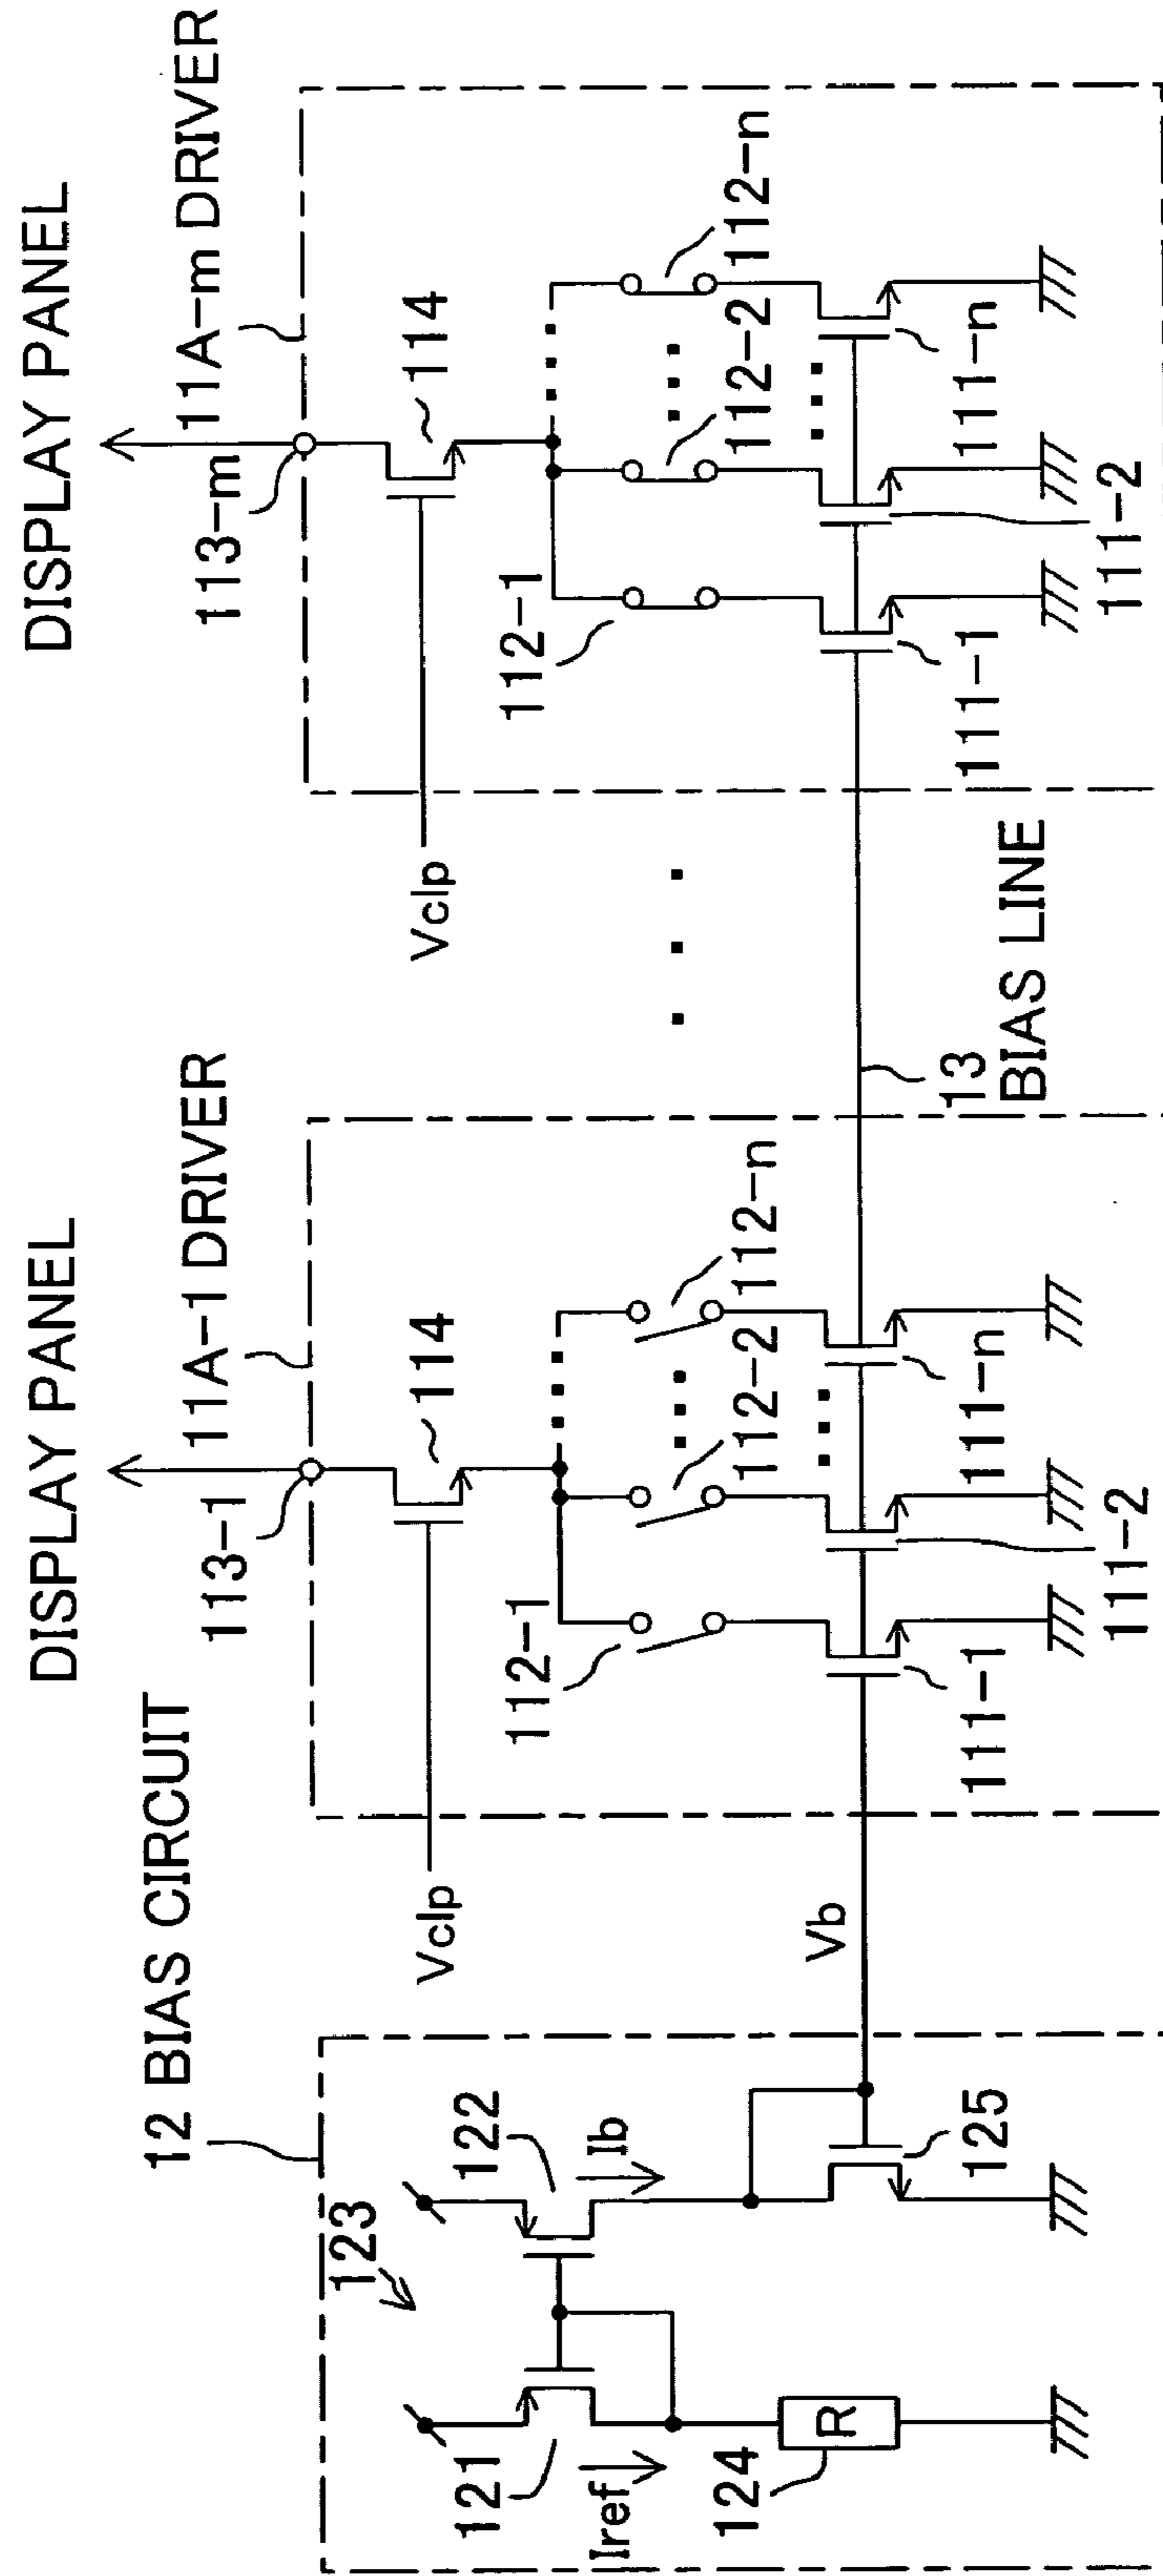 DISPLAY PANEL
DISPLAY PANEL
12 BIAS CIRCUIT
11A-1 DRIVER
11A-m DRIVER
113-1
113-m
123
121
122
Iref
Ib
124
R
125
Vclp
Vb
114
112-1
112-2
112-n
111-1
111-2
111-n
13
BIAS LINE
Vclp
114
112-1
112-2
112-n
111-1
111-2
111-n